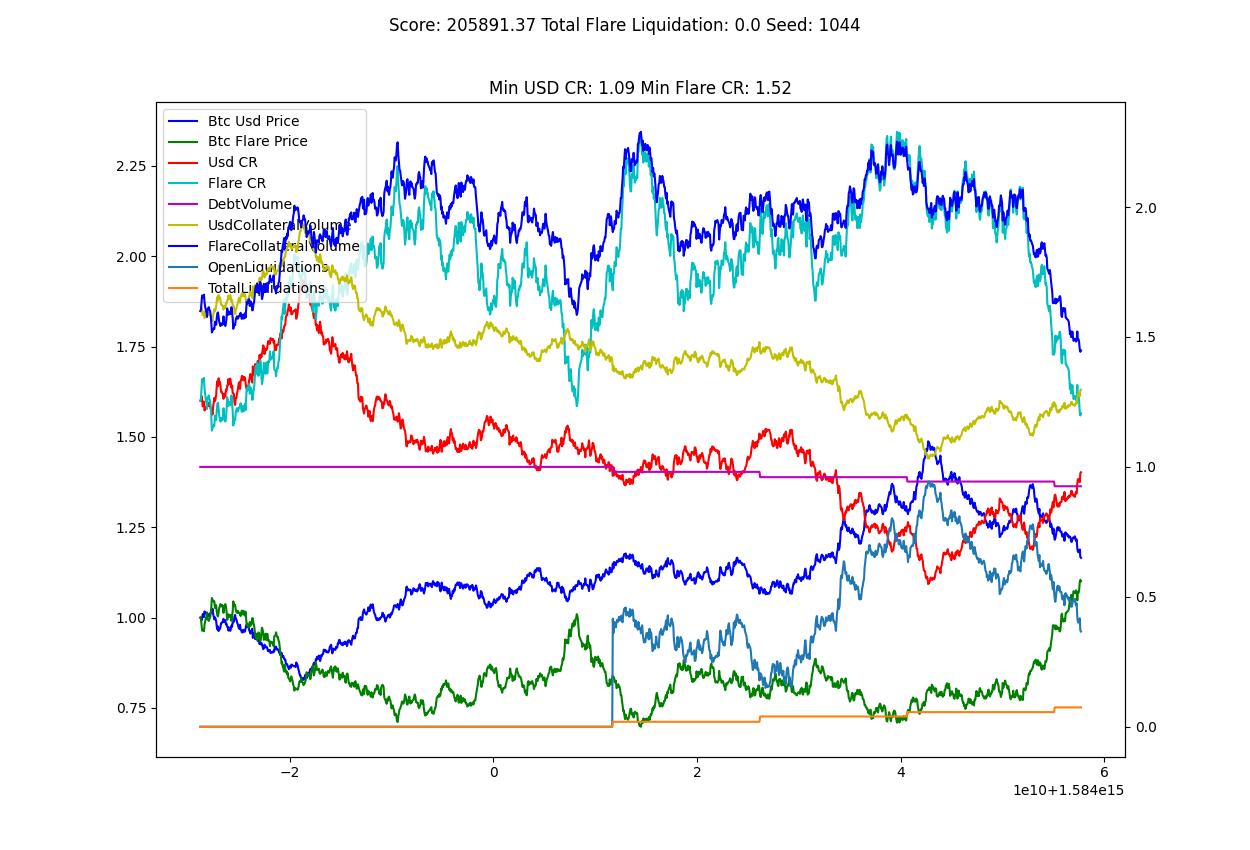 Score: 205891.37 Total Flare Liquidation: 0.0 Seed: 1044
Min USD CR: 1.09 Min Flare CR: 1.52
Btc Usd Price
Btc Flare Price
Usd CR
Flare CR
DebtVolume
UsdCollateralVolume
FlareCollateralVolume
OpenLiquidations
TotalLiquidations
2.25
2.00
1.75
1.50
1.25
1.00
0.75
2.0
1.5
1.0
0.5
0.0
−2 0 2 4 6
1e10+1.584e15